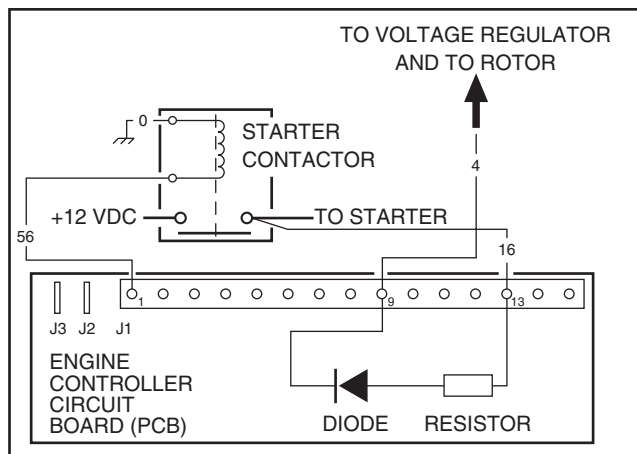 TO VOLTAGE REGULATOR
AND TO ROTOR
0
STARTER
CONTACTOR
4
+12 VDC
TO STARTER
56
16
1
9
13
J3 J2 J1
ENGINE
CONTROLLER
CIRCUIT
BOARD (PCB)
DIODE
RESISTOR